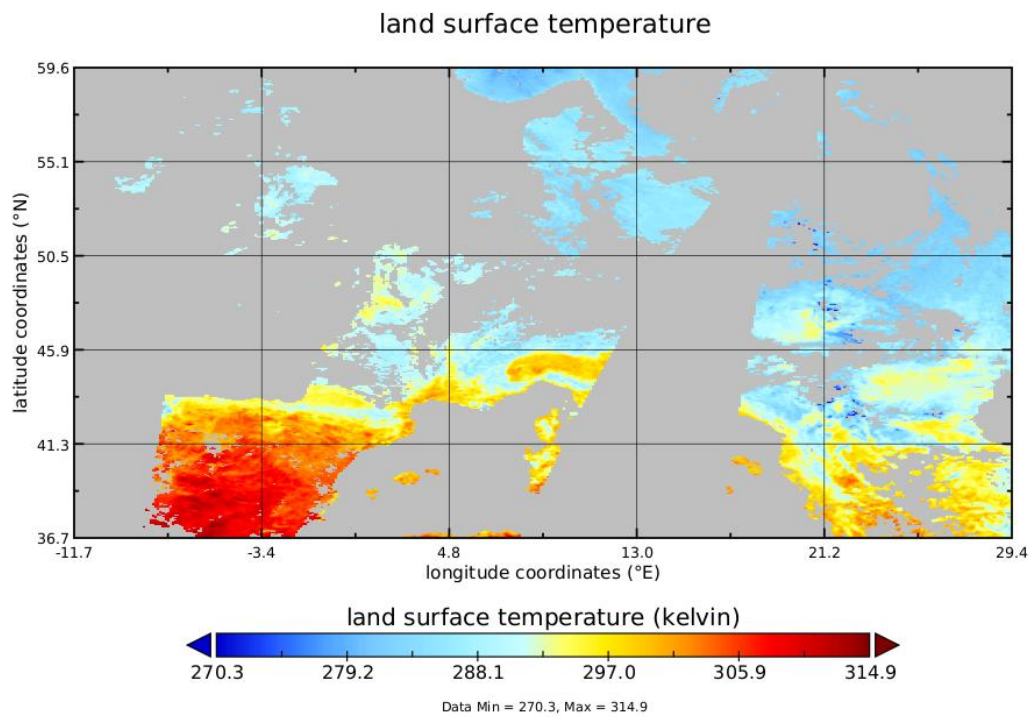 land surface temperature
59.6
55.1
50.5
45.9
41.3
36.7
latitude coordinates (°N)
-11.7 -3.4 4.8 13.0 21.2 29.4
longitude coordinates (°E)
land surface temperature (kelvin)
270.3 279.2 288.1 297.0 305.9 314.9
Data Min = 270.3, Max = 314.9